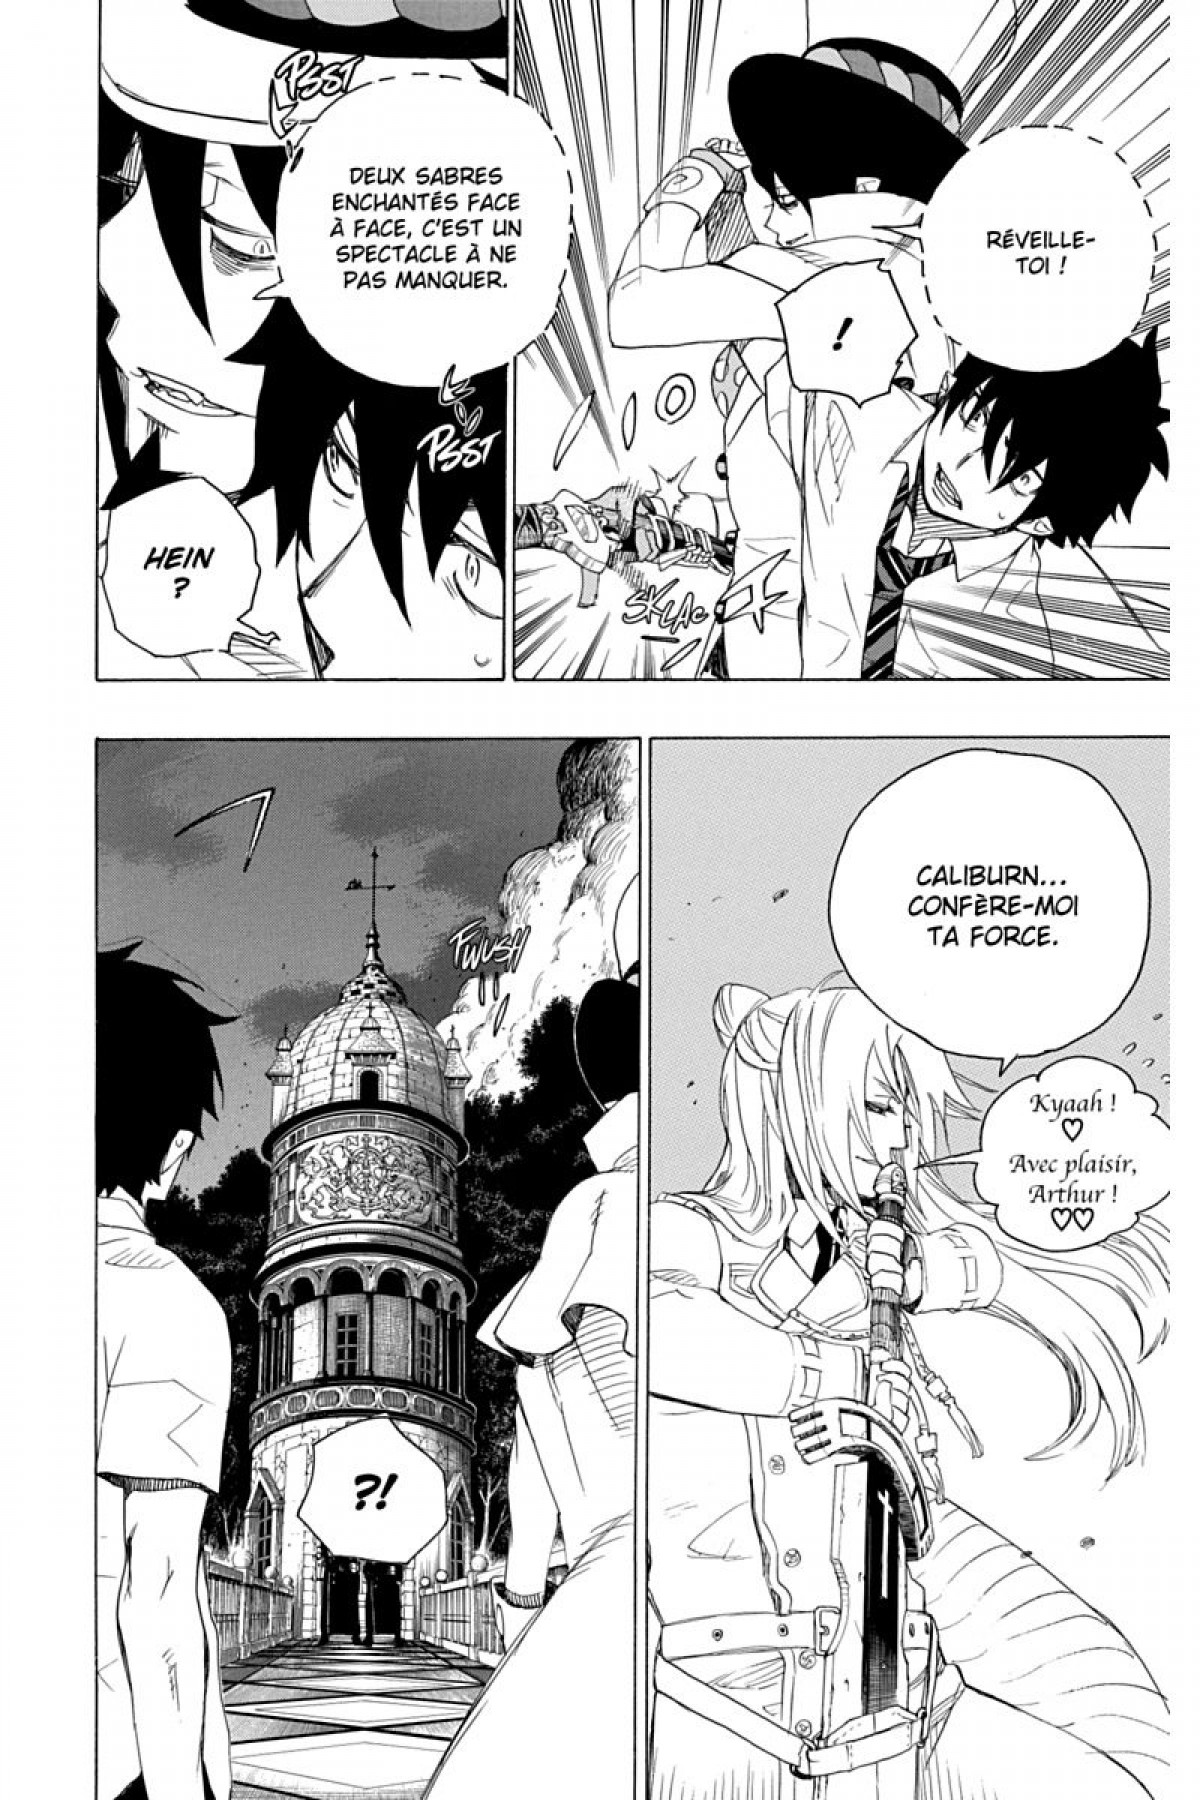 RÉVEILLE-
TOI !
!
SKLAC
PSST
DEUX SABRES
ENCHANTÉS FACE
À FACE, C'EST UN
SPECTACLE À NE
PAS MANQUER.
PSST
HEIN
?
CALIBURN...
CONFÈRE-MOI
TA FORCE.
Kyaah !
♡
Avec plaisir,
Arthur !
♡♡
FWUSH
?!